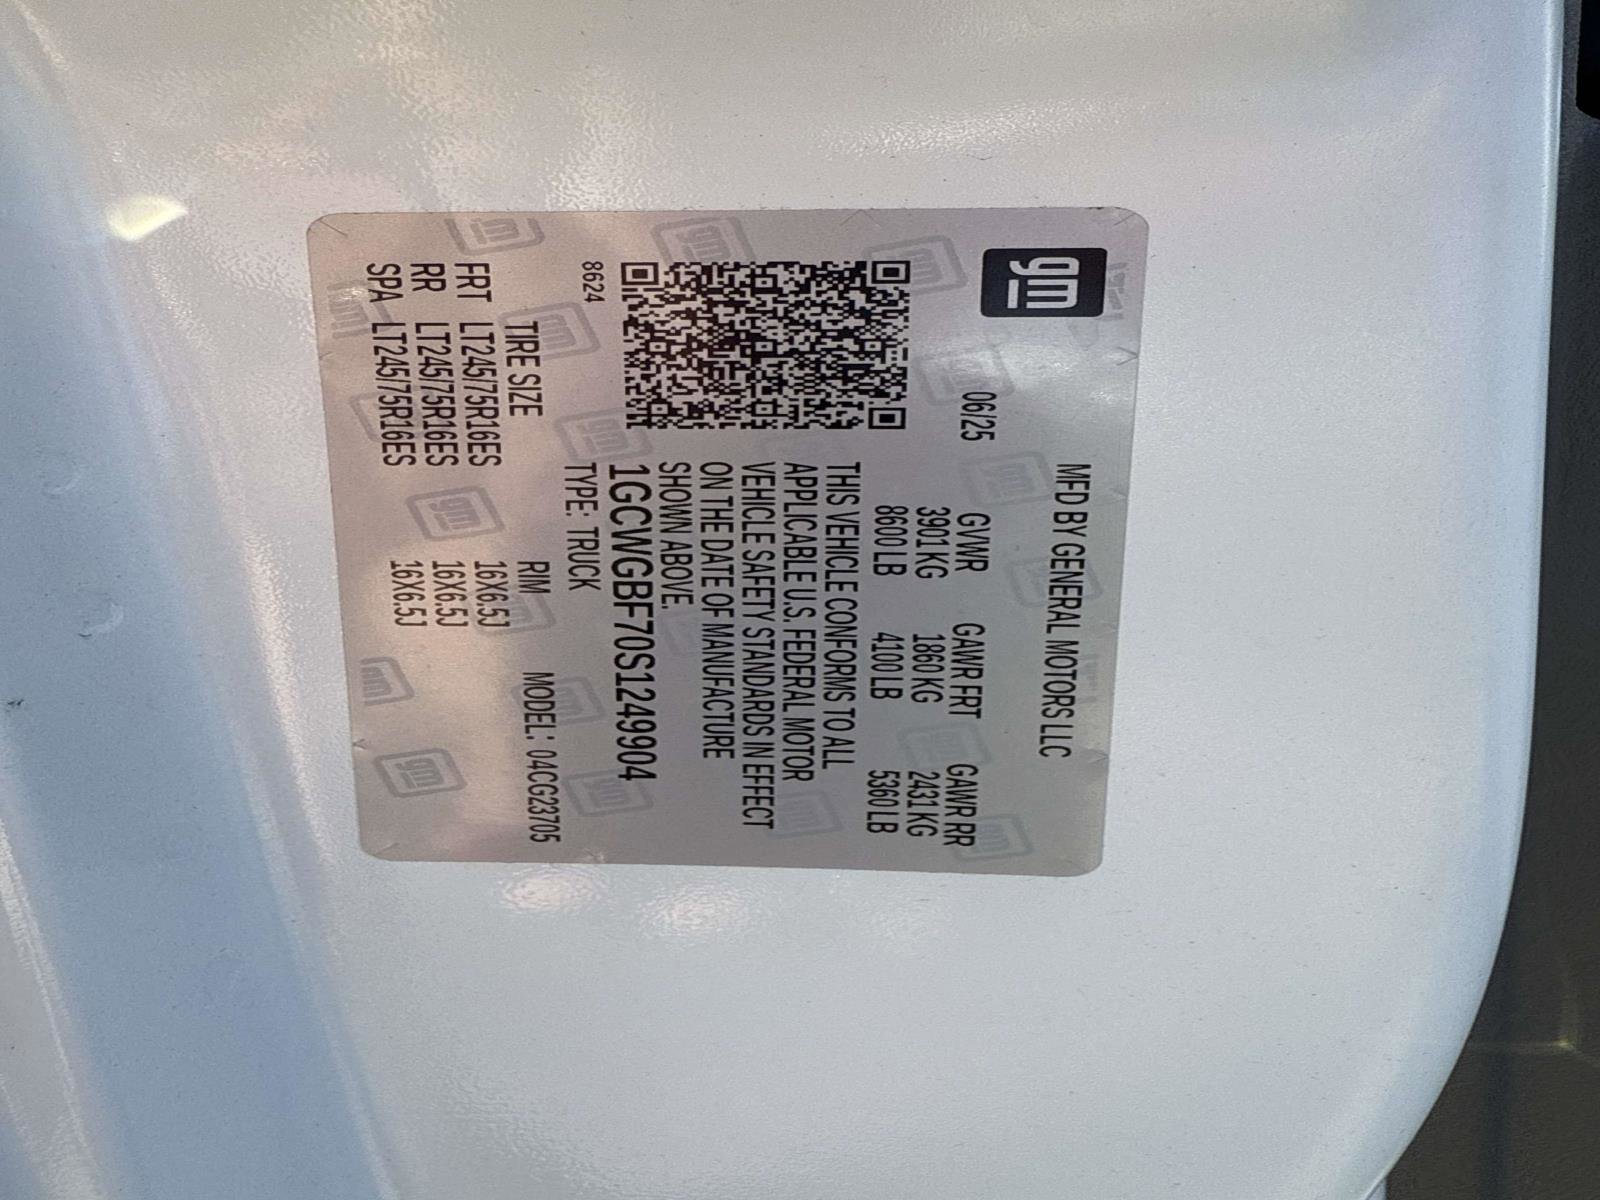 gm
MFD BY GENERAL MOTORS LLC
06/25 GVWR GAWR FRT GAWR RR
3901 KG 1860 KG 2431 KG
8600 LB 4100 LB 5360 LB
THIS VEHICLE CONFORMS TO ALL
APPLICABLE U.S. FEDERAL MOTOR
VEHICLE SAFETY STANDARDS IN EFFECT
ON THE DATE OF MANUFACTURE
SHOWN ABOVE.
1GCWGBF70S1249904
8624 TYPE: TRUCK
TIRE SIZE RIM MODEL: 04CG23705
FRT LT245/75R16ES 16X6.5J
RR LT245/75R16ES 16X6.5J
SPA LT245/75R16ES 16X6.5J